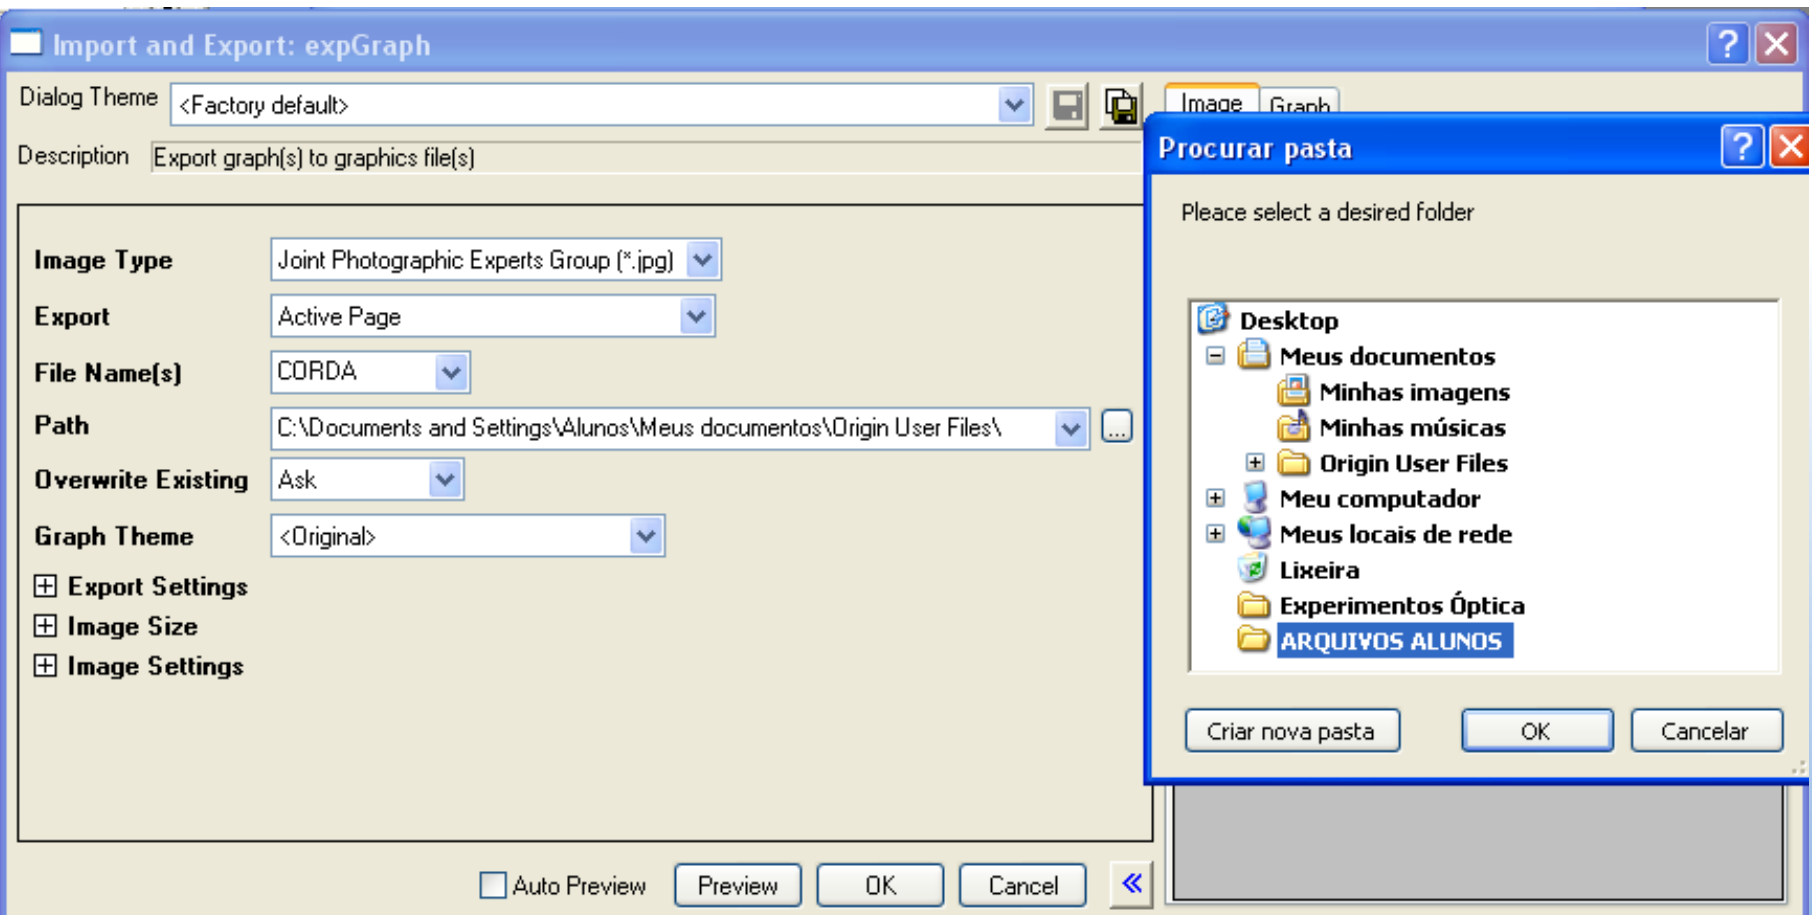 Import and Export: expGraph
Dialog Theme
<Factory default>
Description
Export graph(s) to graphics file(s)
Image Type
Joint Photographic Experts Group (*.jpg)
Export
Active Page
File Name(s)
CORDA
Path
C:\Documents and Settings\Alunos\Meus documentos\Origin User Files\
...
Overwrite Existing
Ask
Graph Theme
<Original>
Export Settings
Image Size
Image Settings
Auto Preview
Preview
OK
Cancel
Image
Graph
Procurar pasta
Pleace select a desired folder
Desktop
Meus documentos
Minhas imagens
Minhas músicas
Origin User Files
Meu computador
Meus locais de rede
Lixeira
Experimentos Óptica
ARQUIVOS ALUNOS
Criar nova pasta
OK
Cancelar